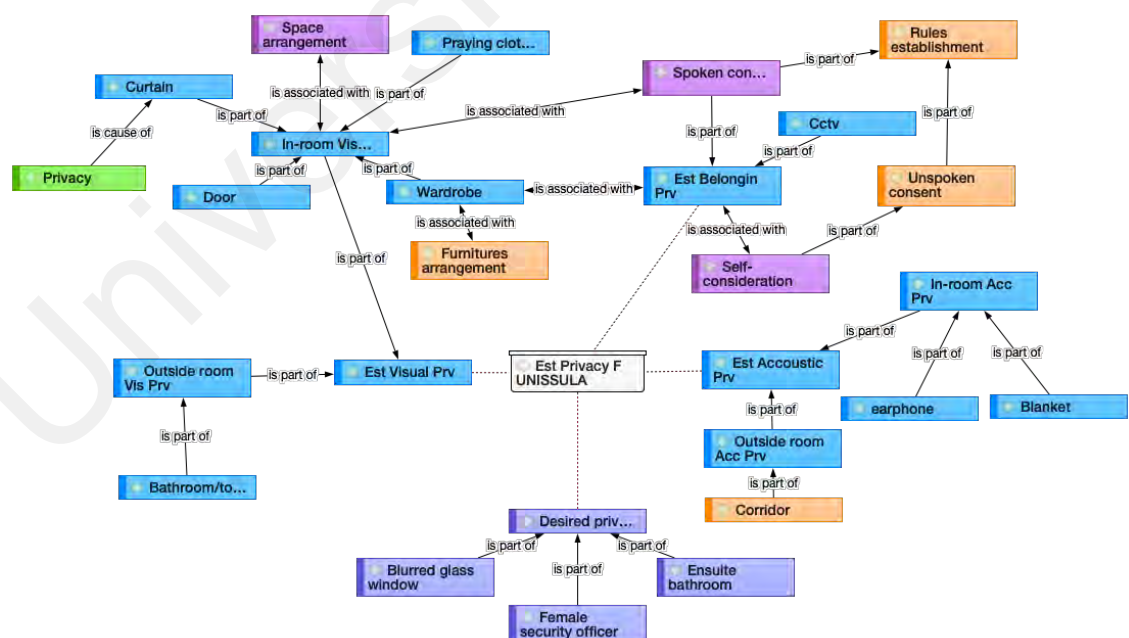 Space
arrangement
Praying clot...
Rules
establishment
is part of
Spoken con...
Curtain
is associated with
is part of
is part of
is associated with
is cause of
is part of
Cctv
In-room Vis...
is part of
is part of
Privacy
is part of
is part of
Door
Wardrobe
is associated with
Est Belongin
Prv
Unspoken
consent
is associated with
is associated with
is part of
is part of
Furnitures
arrangement
Self-
consideration
In-room Acc
Prv
is part of
Outside room
Vis Prv
is part of
Est Visual Prv
Est Privacy F
UNISSULA
Est Accoustic
Prv
is part of
is part of
is part of
earphone
Blanket
is part of
Outside room
Acc Prv
Bathroom/to...
is part of
Corridor
Desired priv...
is part of
is part of
is part of
Blurred glass
window
Ensuite
bathroom
Female
security officer
Univers